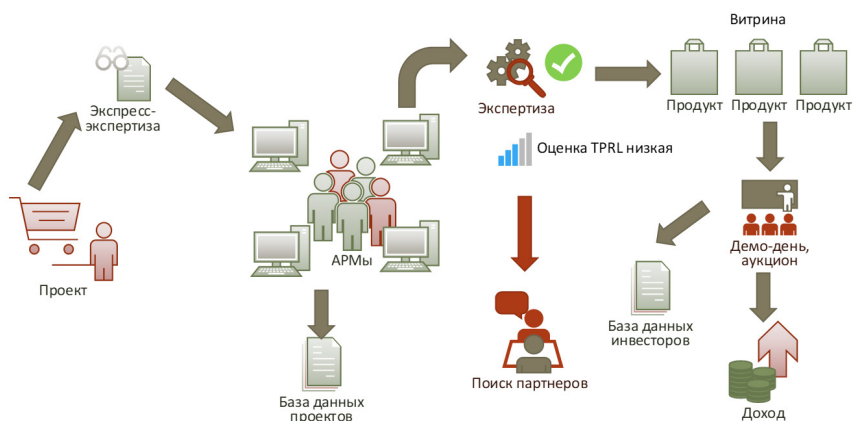 Витрина
Экспресс-
экспертиза
Экспертиза
Продукт
Продукт
Продукт
Оценка TPRL низкая
Проект
АРМы
Демо-день,
аукцион
База данных
инвесторов
Поиск партнеров
База данных
проектов
Доход